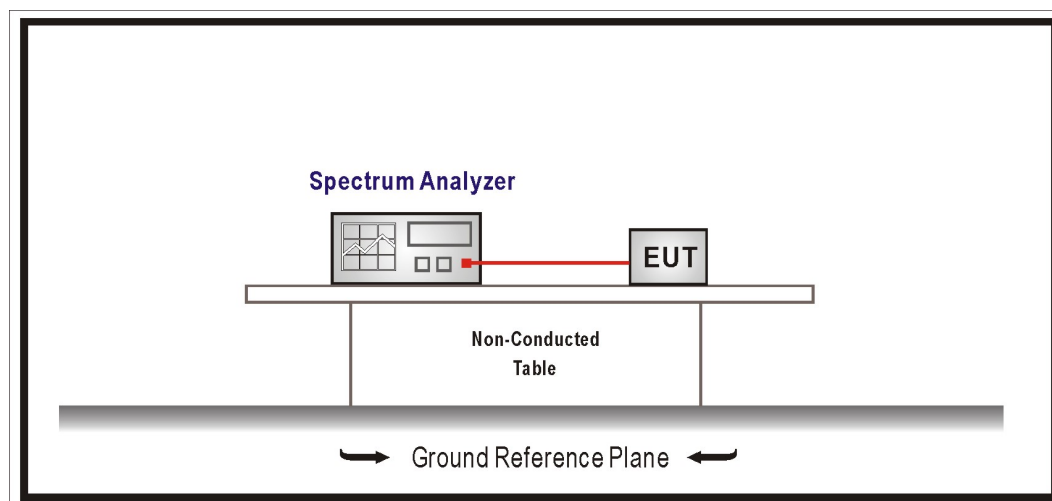 Spectrum Analyzer
EUT
Non-Conducted
Table
Ground Reference Plane